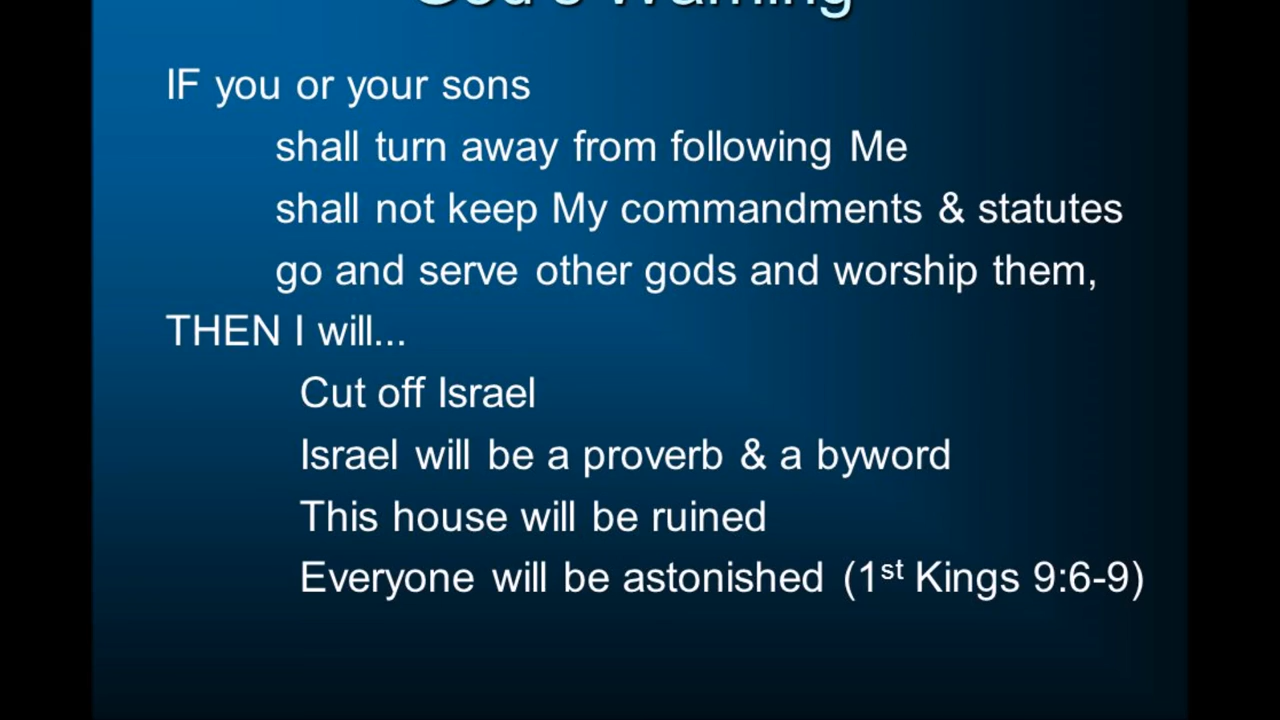 God's Warning
IF you or your sons
shall turn away from following Me
shall not keep My commandments & statutes
go and serve other gods and worship them,
THEN I will...
Cut off Israel
Israel will be a proverb & a byword
This house will be ruined
Everyone will be astonished (1st Kings 9:6-9)